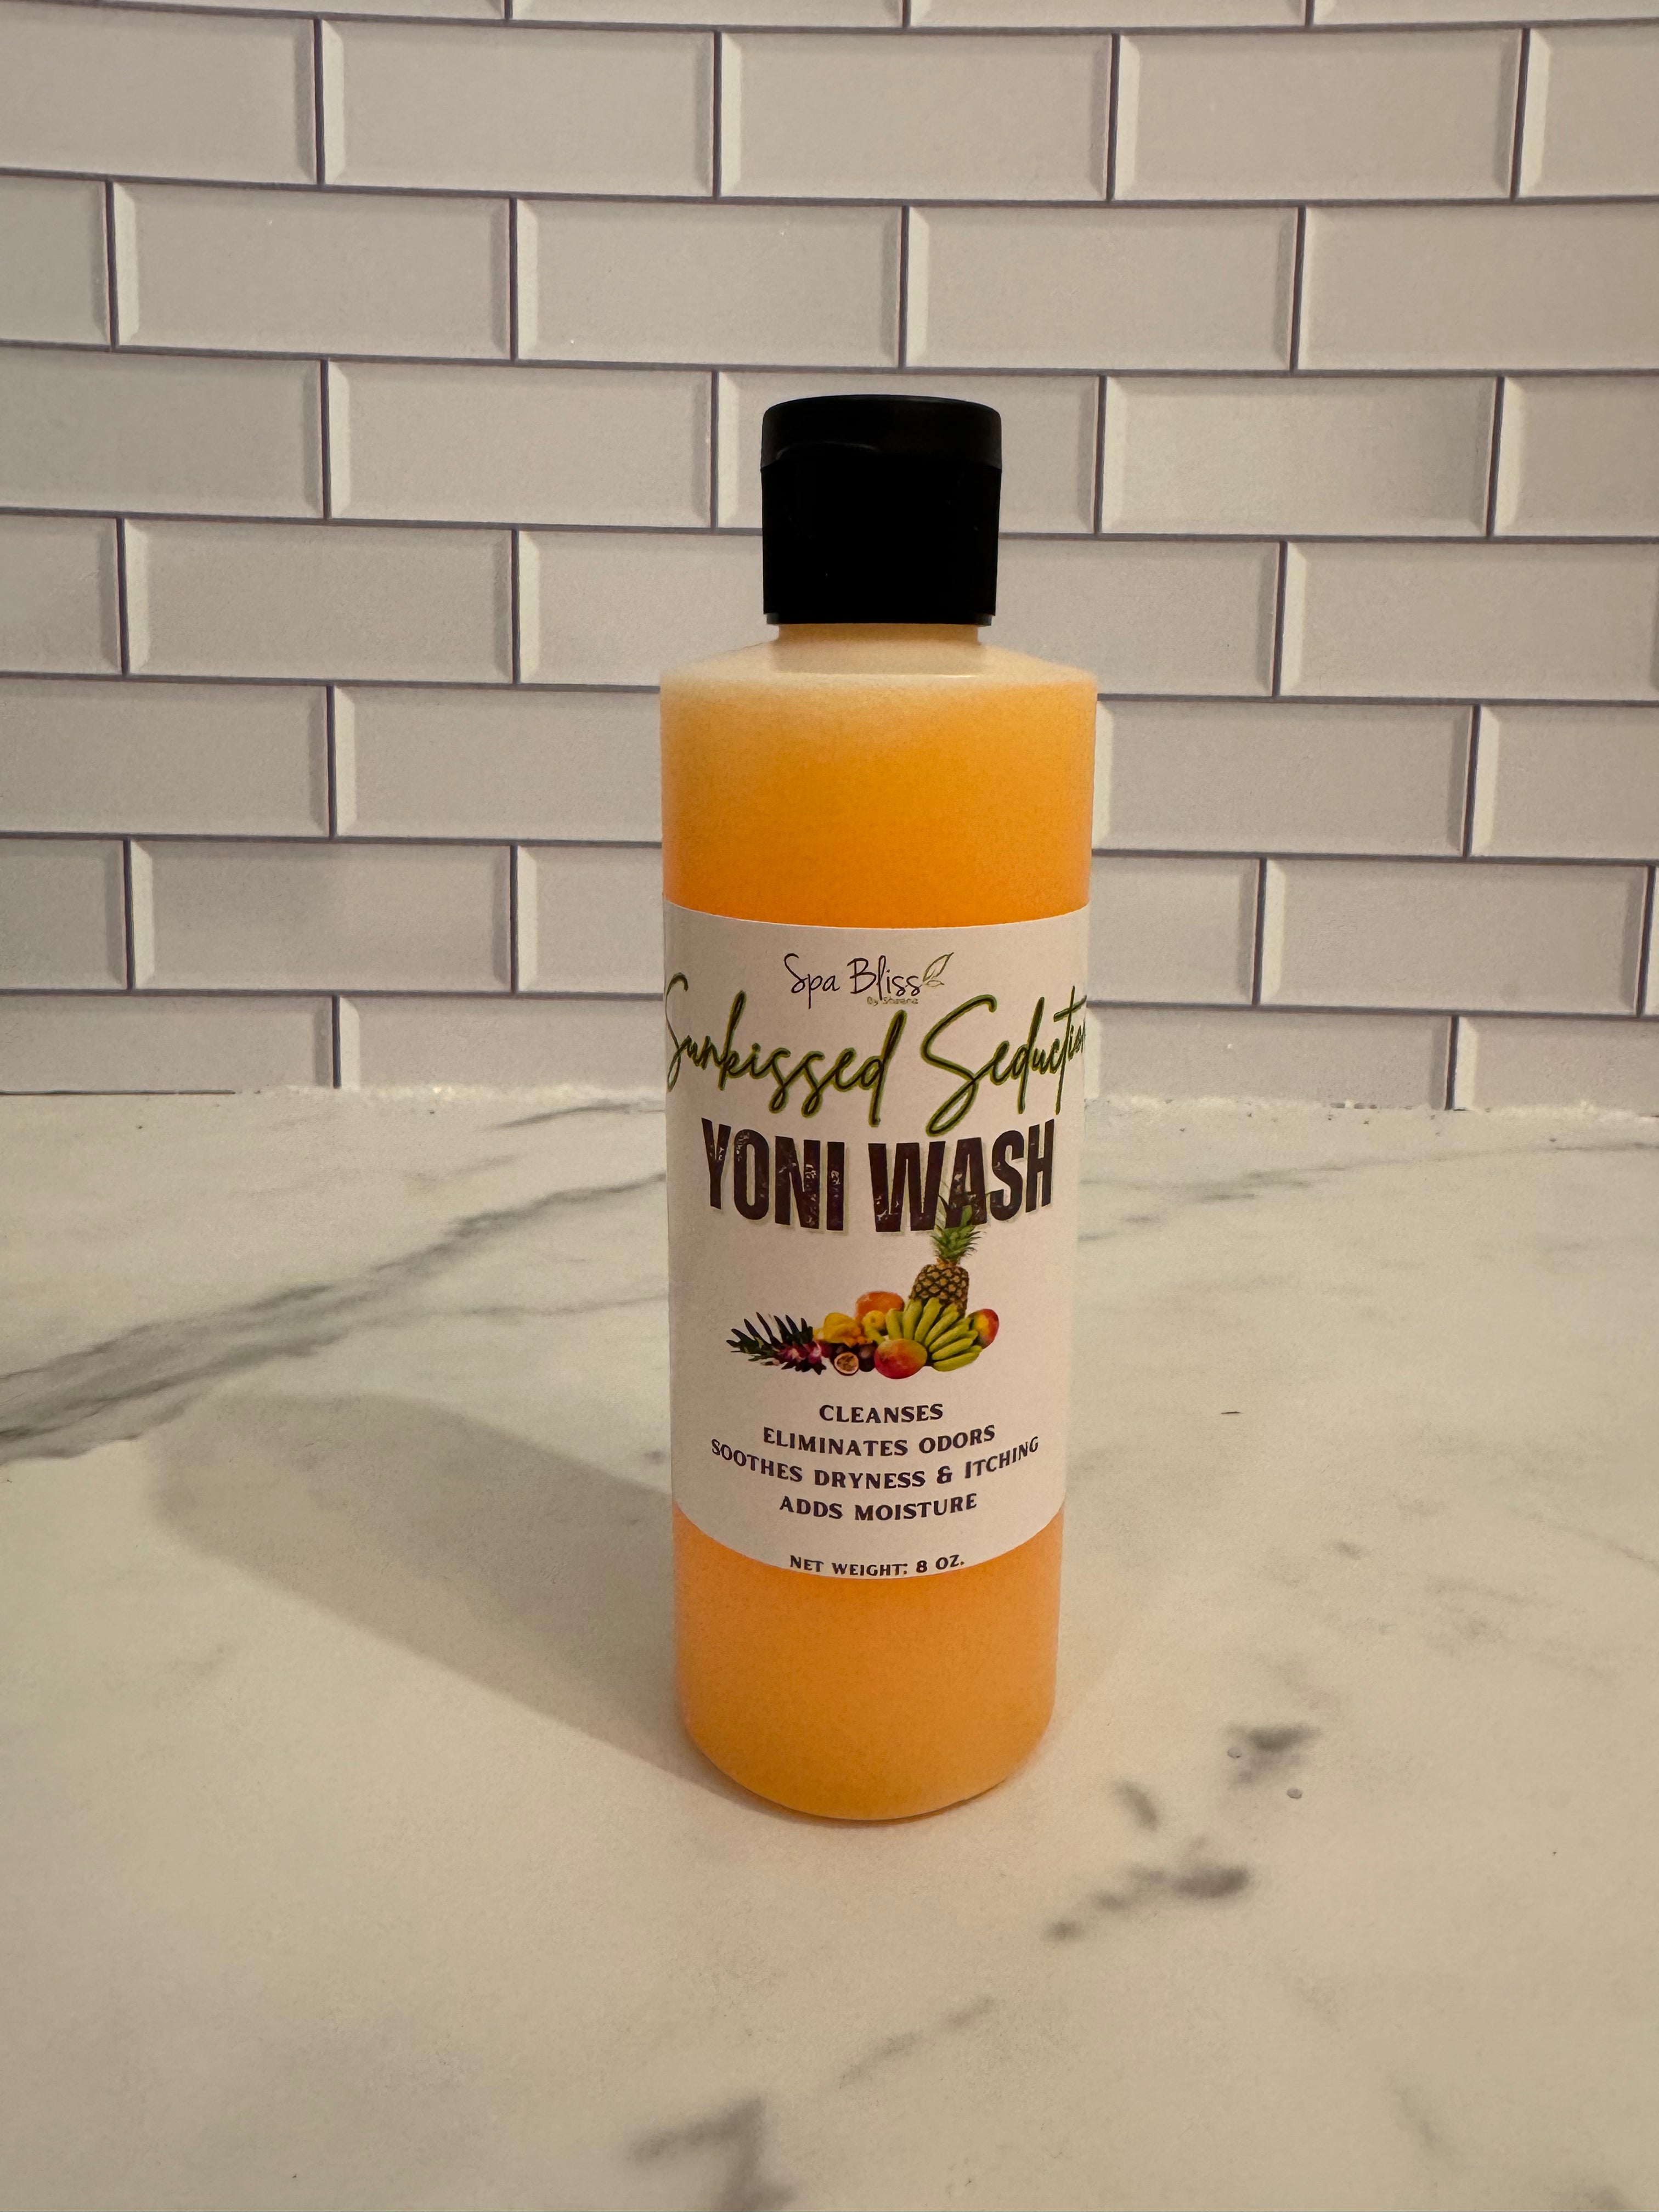 Spa Bliss
By Sheena
Sunkissed Seduction
YONI WASH
CLEANSES
ELIMINATES ODORS
SOOTHES DRYNESS & ITCHING
ADDS MOISTURE
NET WEIGHT: 8 OZ.